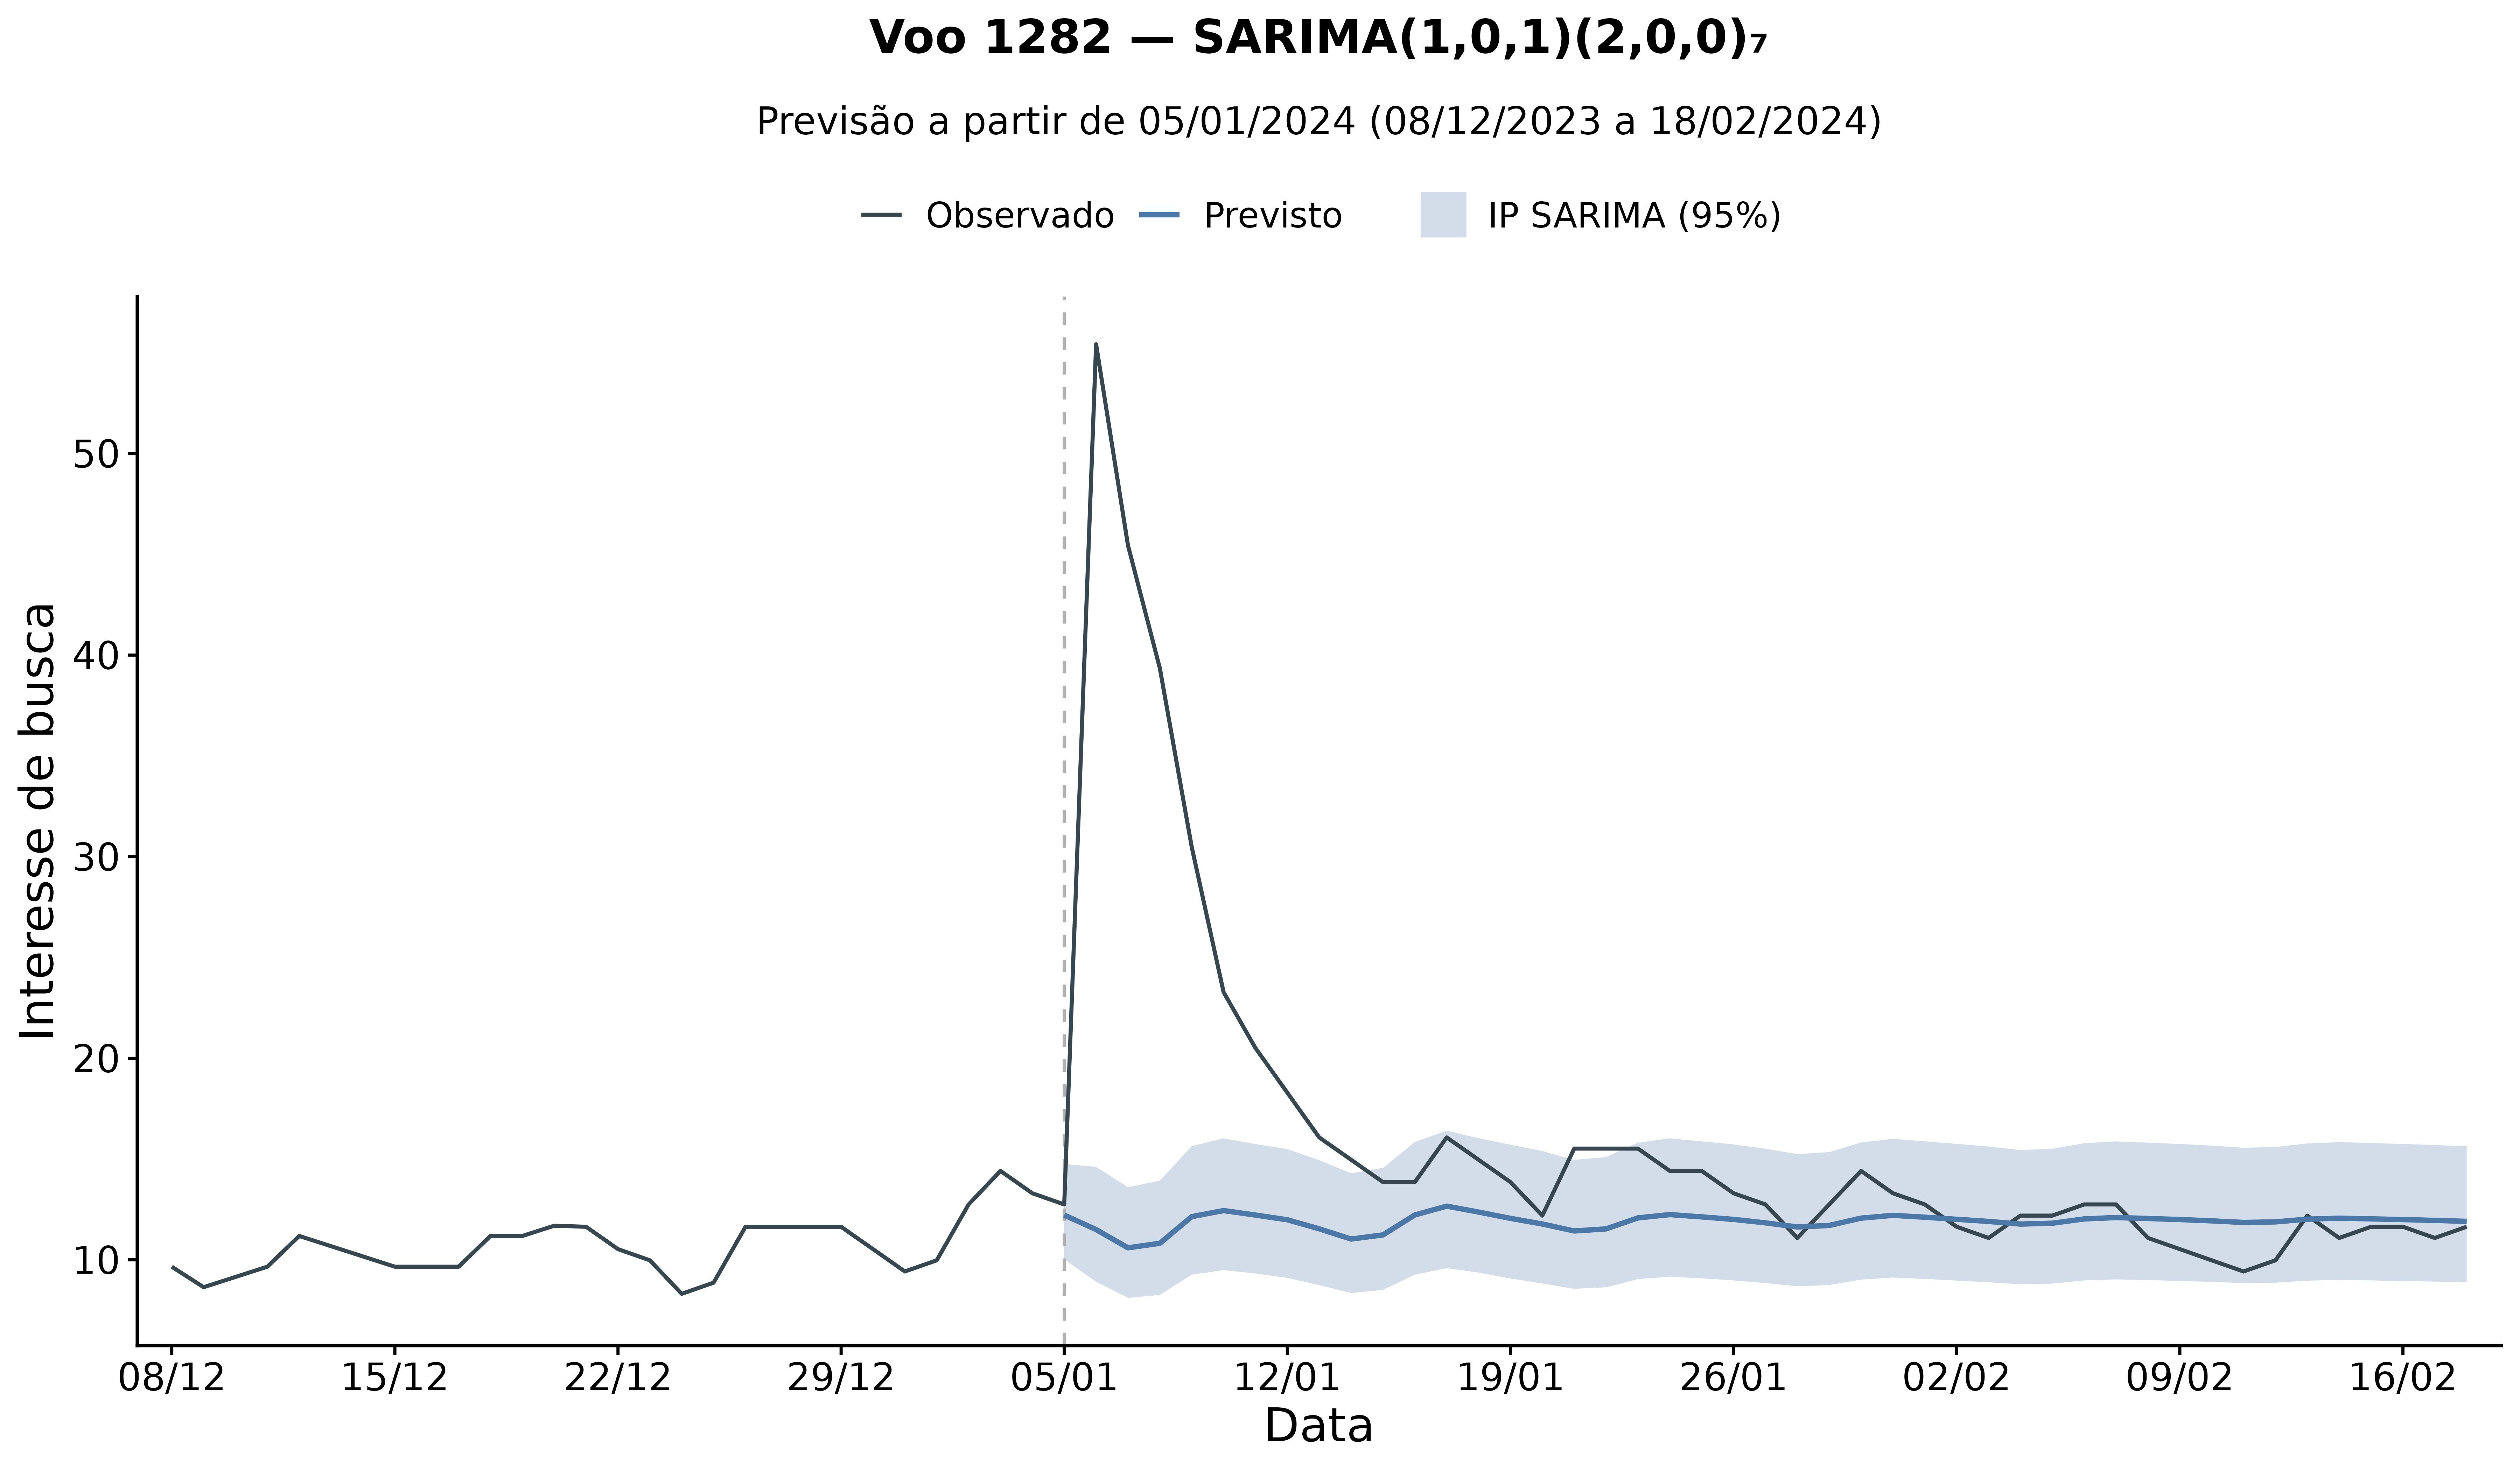 Voo 1282 — SARIMA(1,0,1)(2,0,0)₇
Previsão a partir de 05/01/2024 (08/12/2023 a 18/02/2024)
Observado Previsto IP SARIMA (95%)
Interesse de busca
50
40
30
20
10
08/12 15/12 22/12 29/12 05/01 12/01 19/01 26/01 02/02 09/02 16/02
Data